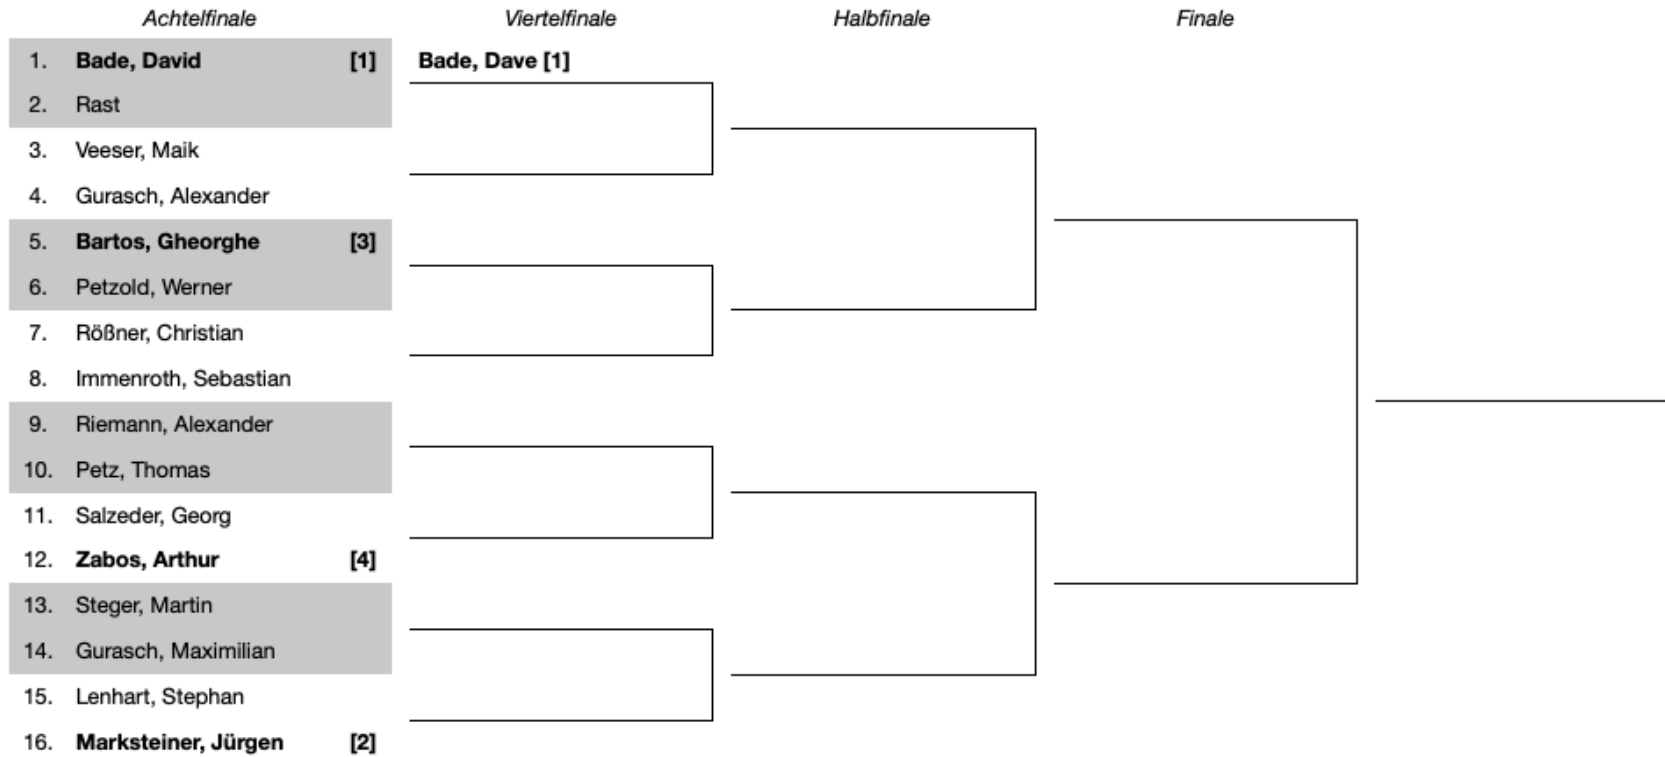 Achtelfinale Viertelfinale Halbfinale Finale
1. Bade, David [1] Bade, Dave [1]
2. Rast
3. Veeser, Maik
4. Gurasch, Alexander
5. Bartos, Gheorghe [3]
6. Petzold, Werner
7. Rößner, Christian
8. Immenroth, Sebastian
9. Riemann, Alexander
10. Petz, Thomas
11. Salzeder, Georg
12. Zabos, Arthur [4]
13. Steger, Martin
14. Gurasch, Maximilian
15. Lenhart, Stephan
16. Marksteiner, Jürgen [2]